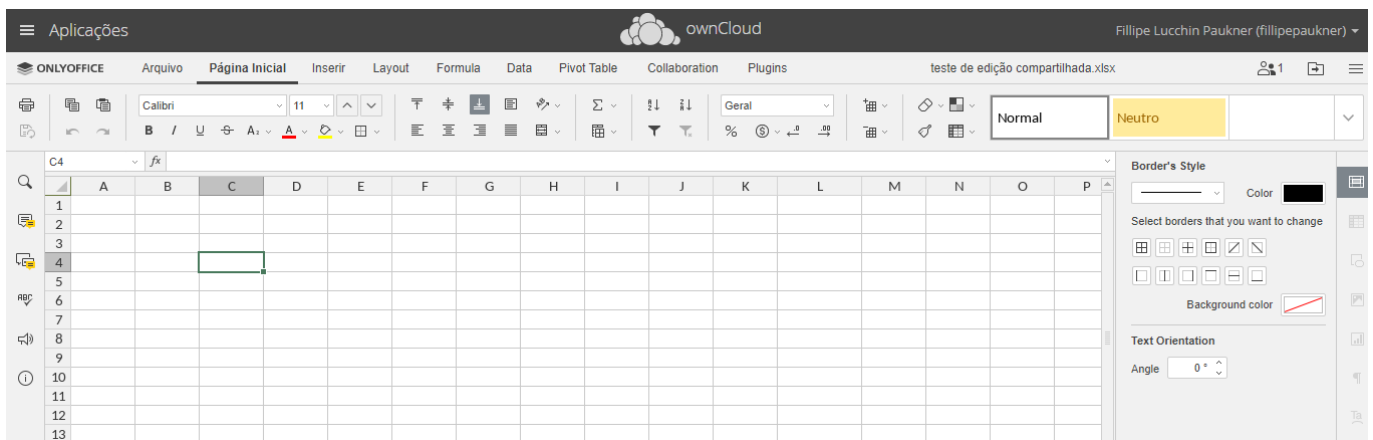 Aplicações
ownCloud
Fillipe Lucchin Paukner (fillipepaukner)
ONLYOFFICE Arquivo Página Inicial Inserir Layout Formula Data Pivot Table Collaboration Plugins teste de edição compartilhada.xlsx 1
Calibri 11 Geral
B I U A₂ A % Normal Neutro
C4 fx
A B C D E F G H I J K L M N O P
1
2
3
4
5
6
7
8
9
10
11
12
13
ABC
Border's Style
Color
Select borders that you want to change
Background color
Text Orientation
Angle 0 °
Ta